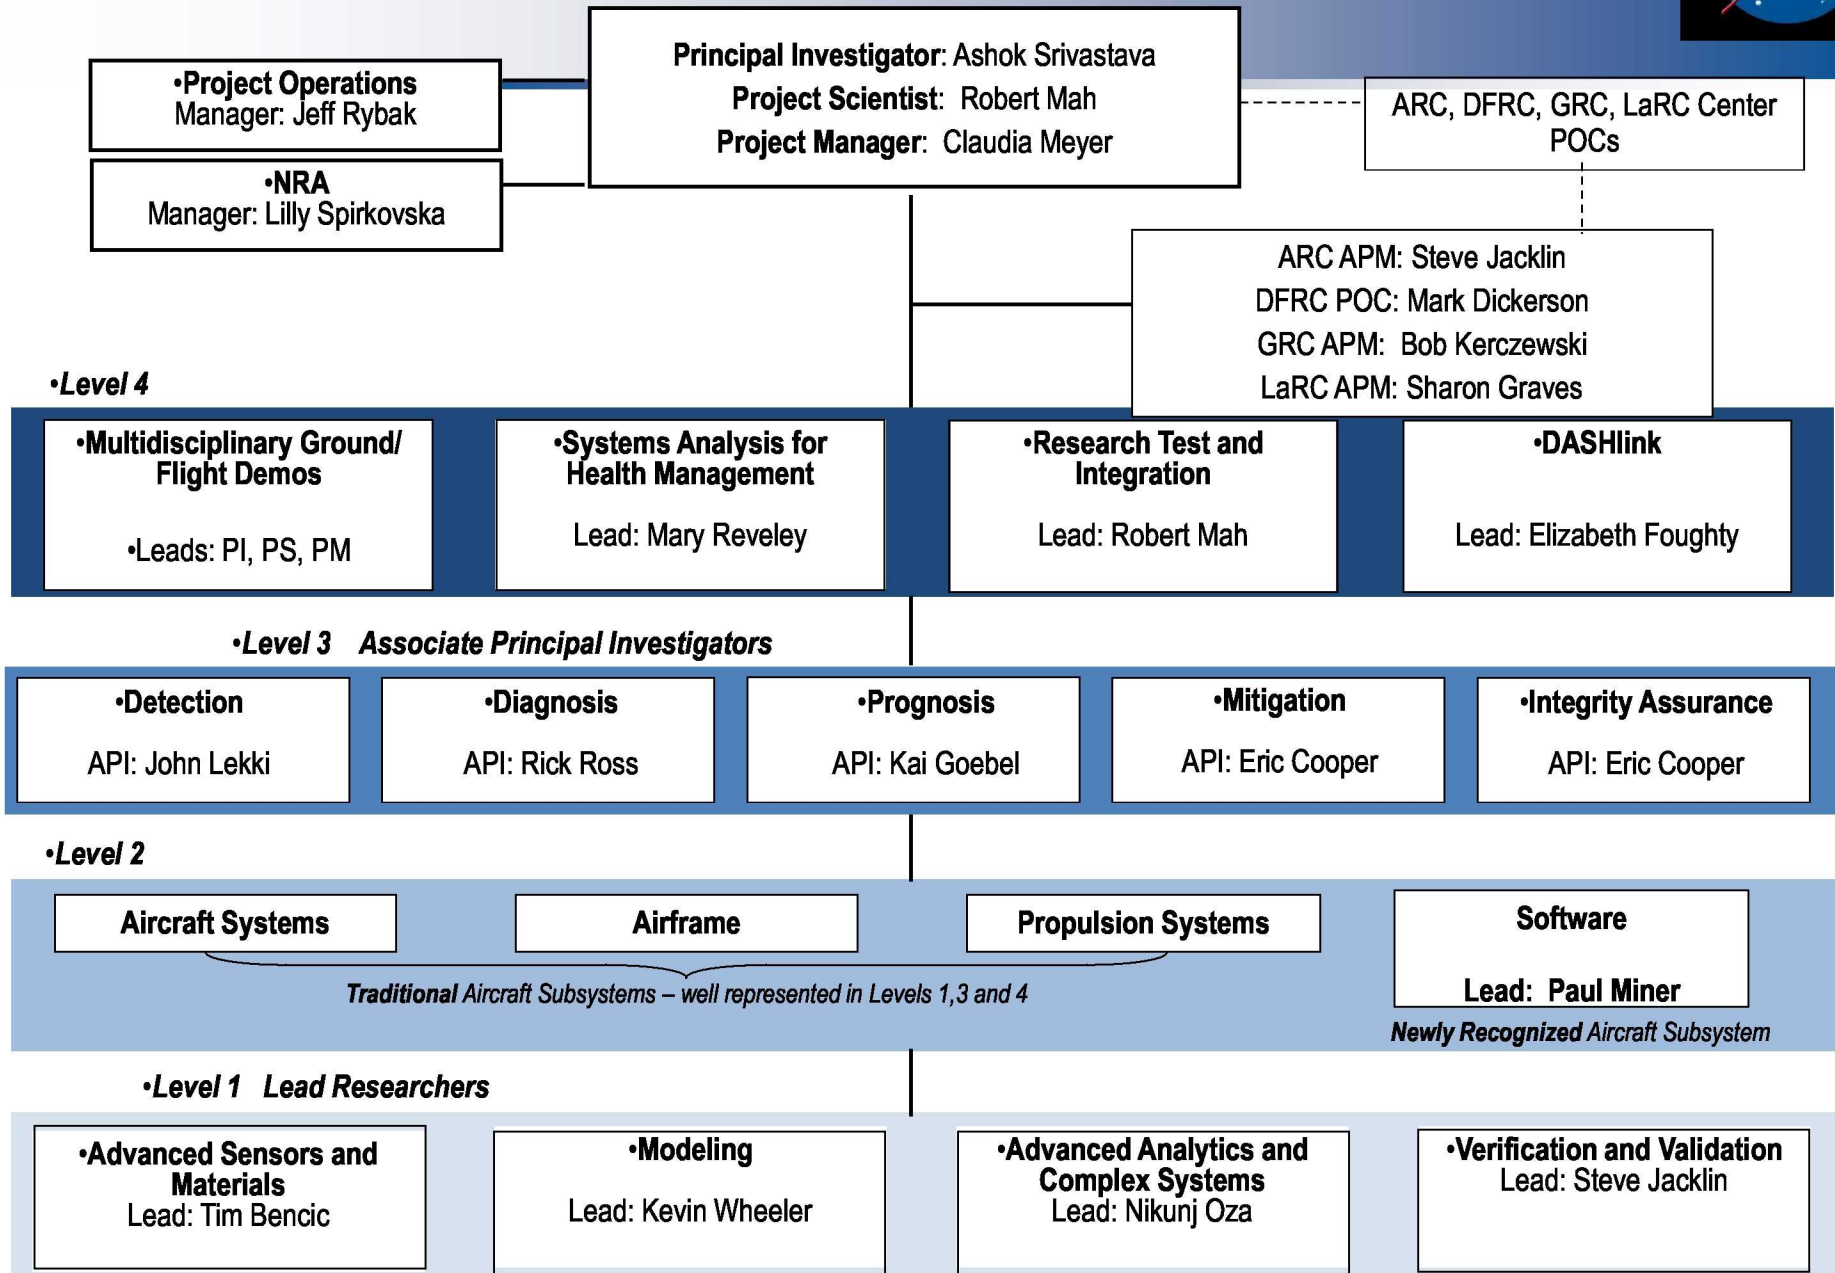 Principal Investigator: Ashok Srivastava
Project Scientist: Robert Mah
Project Manager: Claudia Meyer
•Project Operations
Manager: Jeff Rybak
•NRA
Manager: Lilly Spirkovska
ARC, DFRC, GRC, LaRC Center
POCs
ARC APM: Steve Jacklin
DFRC POC: Mark Dickerson
GRC APM: Bob Kerczewski
LaRC APM: Sharon Graves
•Level 4
•Multidisciplinary Ground/
Flight Demos
•Leads: PI, PS, PM
•Systems Analysis for
Health Management
Lead: Mary Reveley
•Research Test and
Integration
Lead: Robert Mah
•DASHlink
Lead: Elizabeth Foughty
•Level 3 Associate Principal Investigators
•Detection
API: John Lekki
•Diagnosis
API: Rick Ross
•Prognosis
API: Kai Goebel
•Mitigation
API: Eric Cooper
•Integrity Assurance
API: Eric Cooper
•Level 2
Aircraft Systems
Airframe
Propulsion Systems
Traditional Aircraft Subsystems – well represented in Levels 1,3 and 4
Software
Lead: Paul Miner
Newly Recognized Aircraft Subsystem
•Level 1 Lead Researchers
•Advanced Sensors and
Materials
Lead: Tim Bencic
•Modeling
Lead: Kevin Wheeler
•Advanced Analytics and
Complex Systems
Lead: Nikunj Oza
•Verification and Validation
Lead: Steve Jacklin